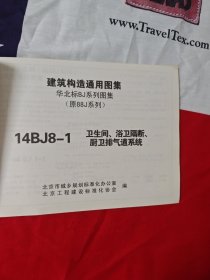 www.TravelTex.com
建筑构造通用图集
华北标BJ系列图集
(原88J系列)
14BJ8-1 卫生间、浴卫隔断、
厨卫排气道系统
北京市城乡规划标准化办公室
北京工程建设标准化协会 编